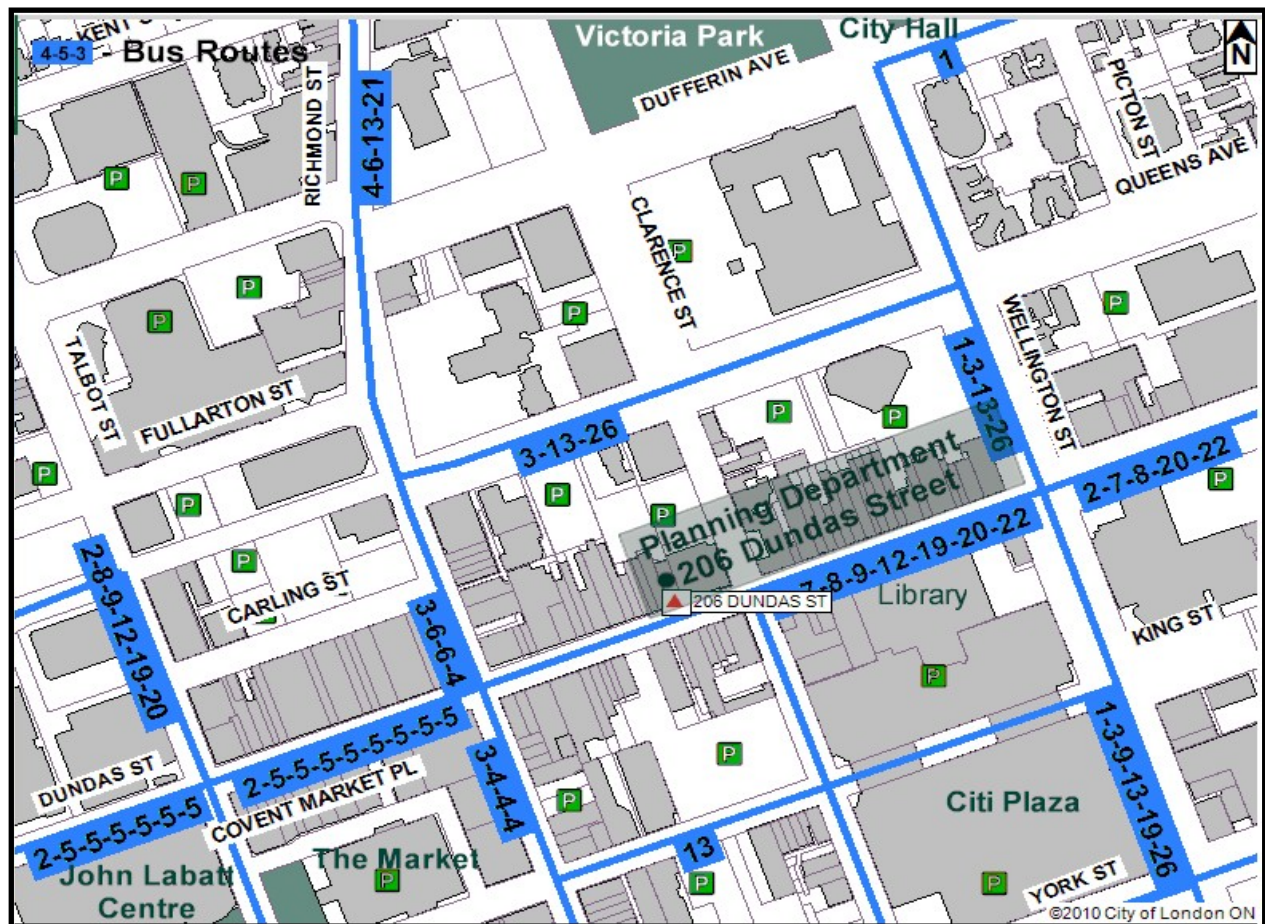 KENT S
4-5-3 - Bus Routes
Victoria Park
City Hall
N
RICHMOND ST
4-6-13-21
DUFFERIN AVE
1
PICTON ST
QUEENS AVE
P
P
CLARENCE ST
P
P
P
P
P
WELLINGTON ST
TALBOT ST
FULLARTON ST
1-3-13-26
3-13-26
P
P
P
P
P
P
P
P
2-7-8-20-22
Planning Department
206 Dundas Street
206 DUNDAS ST
7-8-9-12-19-20-22
Library
2-8-9-12-19-20
CARLING ST
P
3-6-6-4
KING ST
P
P
1-3-9-13-19-26
2-5-5-5-5-5-5-5-5
3-4-4-4
DUNDAS ST
COVENT MARKET PL
2-5-5-5-5-5-5
P
Citi Plaza
13
The Market
P
P
P
John Labatt
Centre
YORK ST
©2010 City of London ON